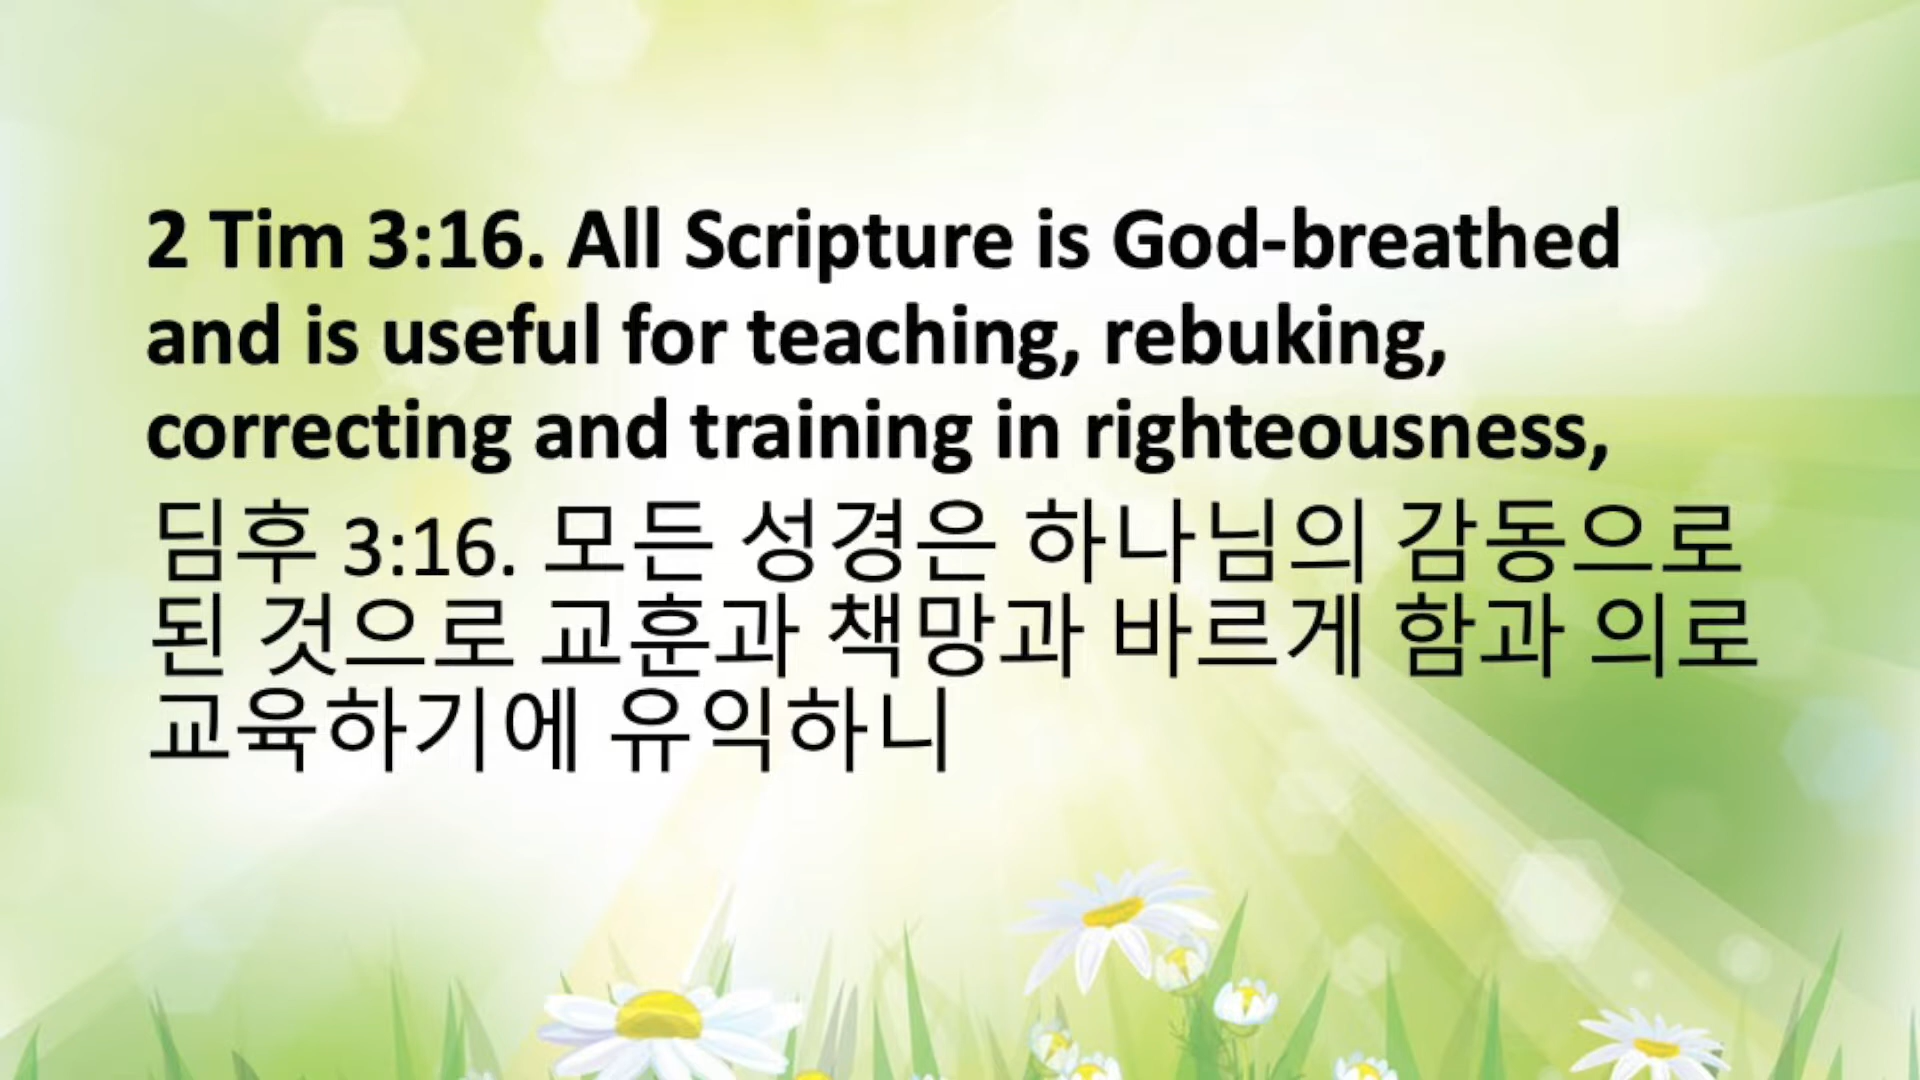 2 Tim 3:16. All Scripture is God-breathed
and is useful for teaching, rebuking,
correcting and training in righteousness,
딤후 3:16. 모든 성경은 하나님의 감동으로
된 것으로 교훈과 책망과 바르게 함과 의로
교육하기에 유익하니